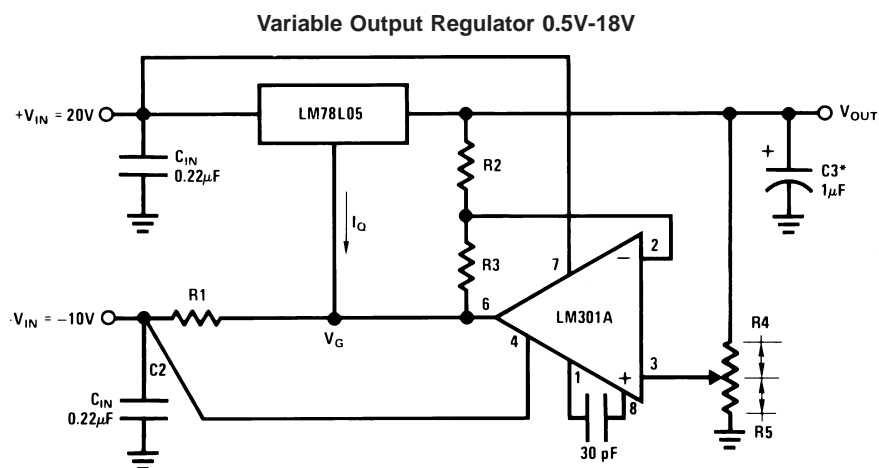 Variable Output Regulator 0.5V-18V
+VIN = 20V
LM78L05
VOUT
CIN
0.22µF
R2
+
C3*
1µF
IQ
R3
7
2
−
-VIN = −10V
R1
6
LM301A
VG
4
R4
C2
3
1
+
8
CIN
0.22µF
R5
30 pF